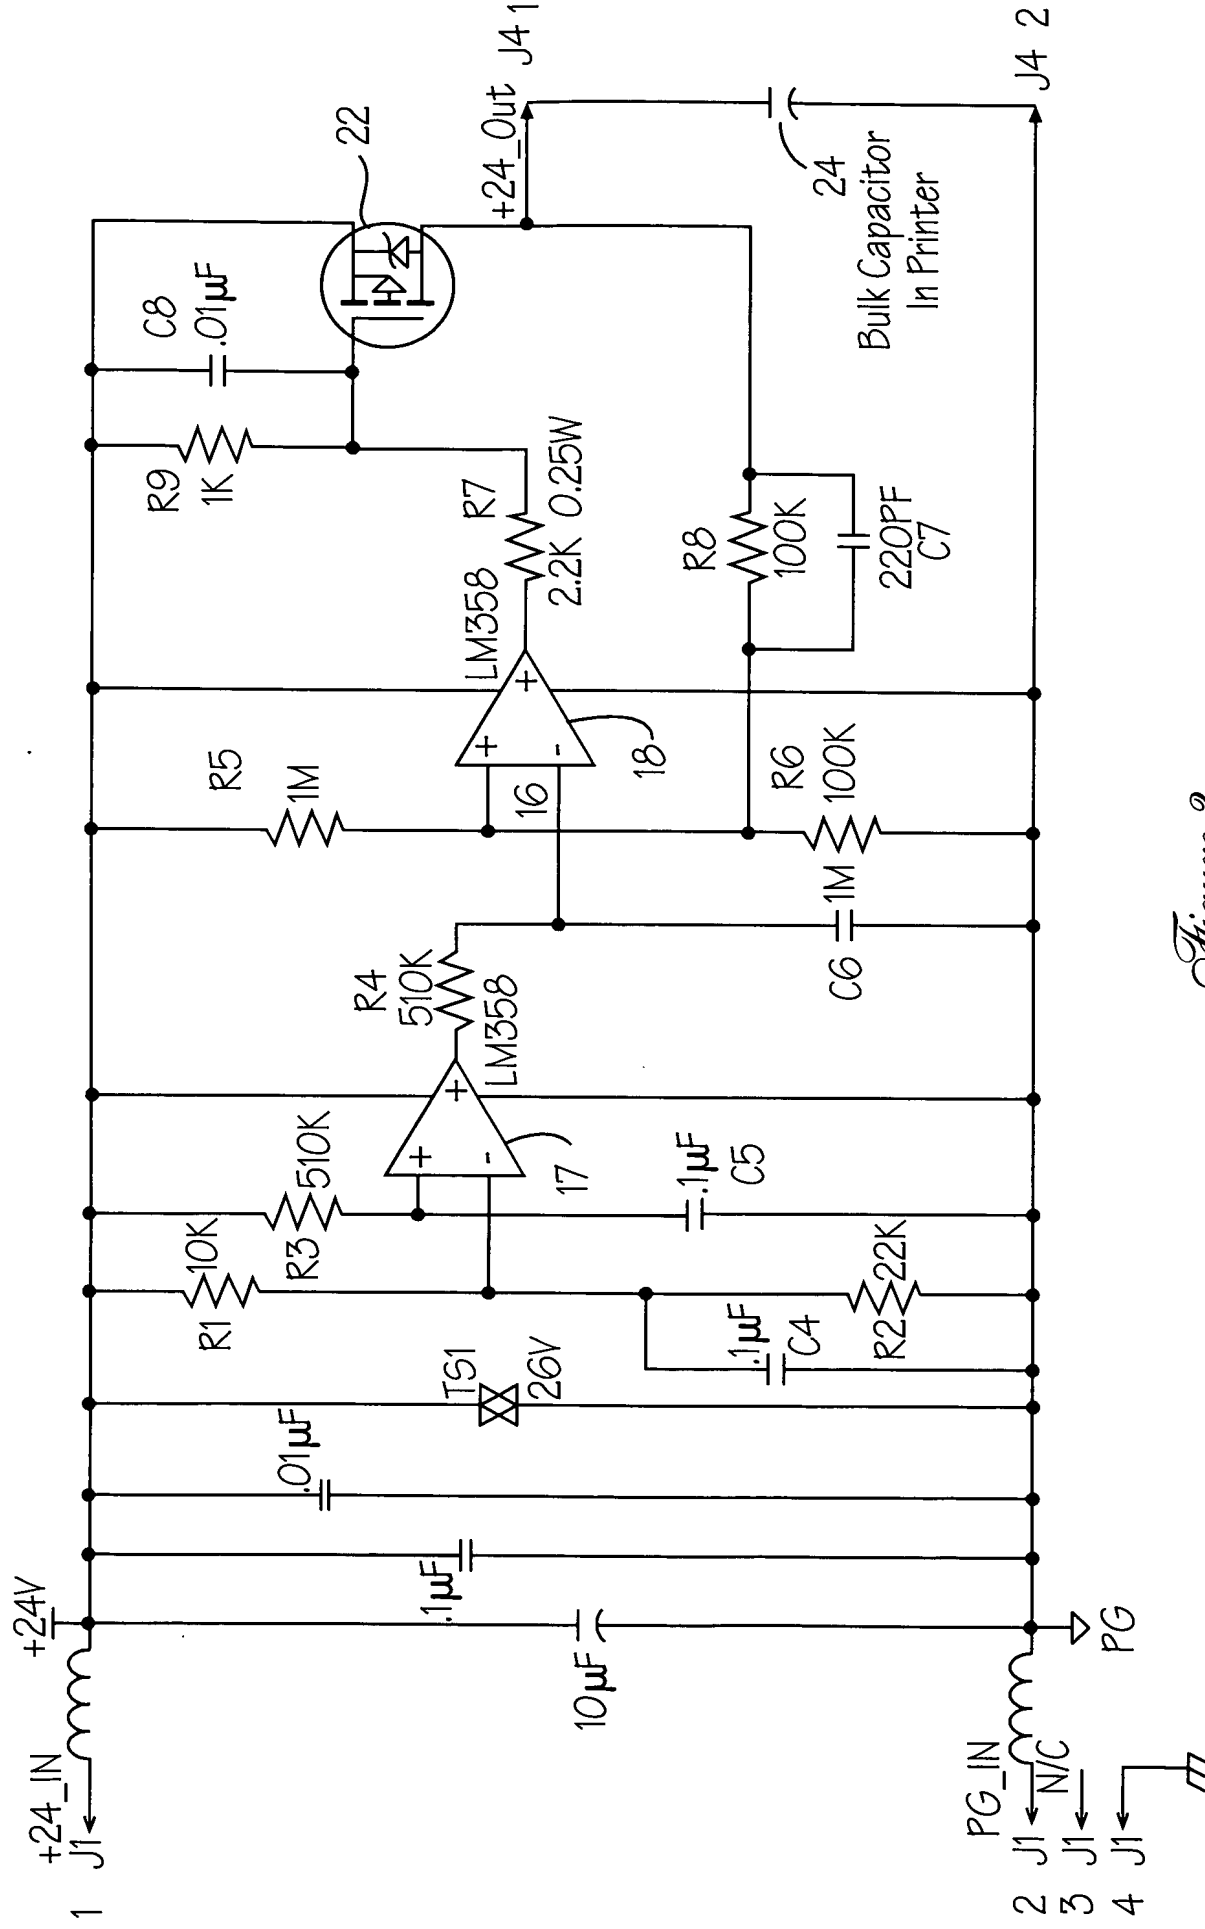 +24V
+24_IN
1 J1
10µF
.1µF
.01µF
TS1
26V
R1
10K
R3
510K
.1µF
C4
R2
22K
.1µF
C5
17
LM358
R4
510K
C6
1M
R5
1M
16
18
LM358
R6
100K
R7
2.2K 0.25W
R8
100K
220PF
C7
R9
1K
C8
.01µF
22
+24_Out
J4 1
24
Bulk Capacitor
In Printer
J4 2
PG_IN
2 J1
N/C
3 J1
4 J1
PG